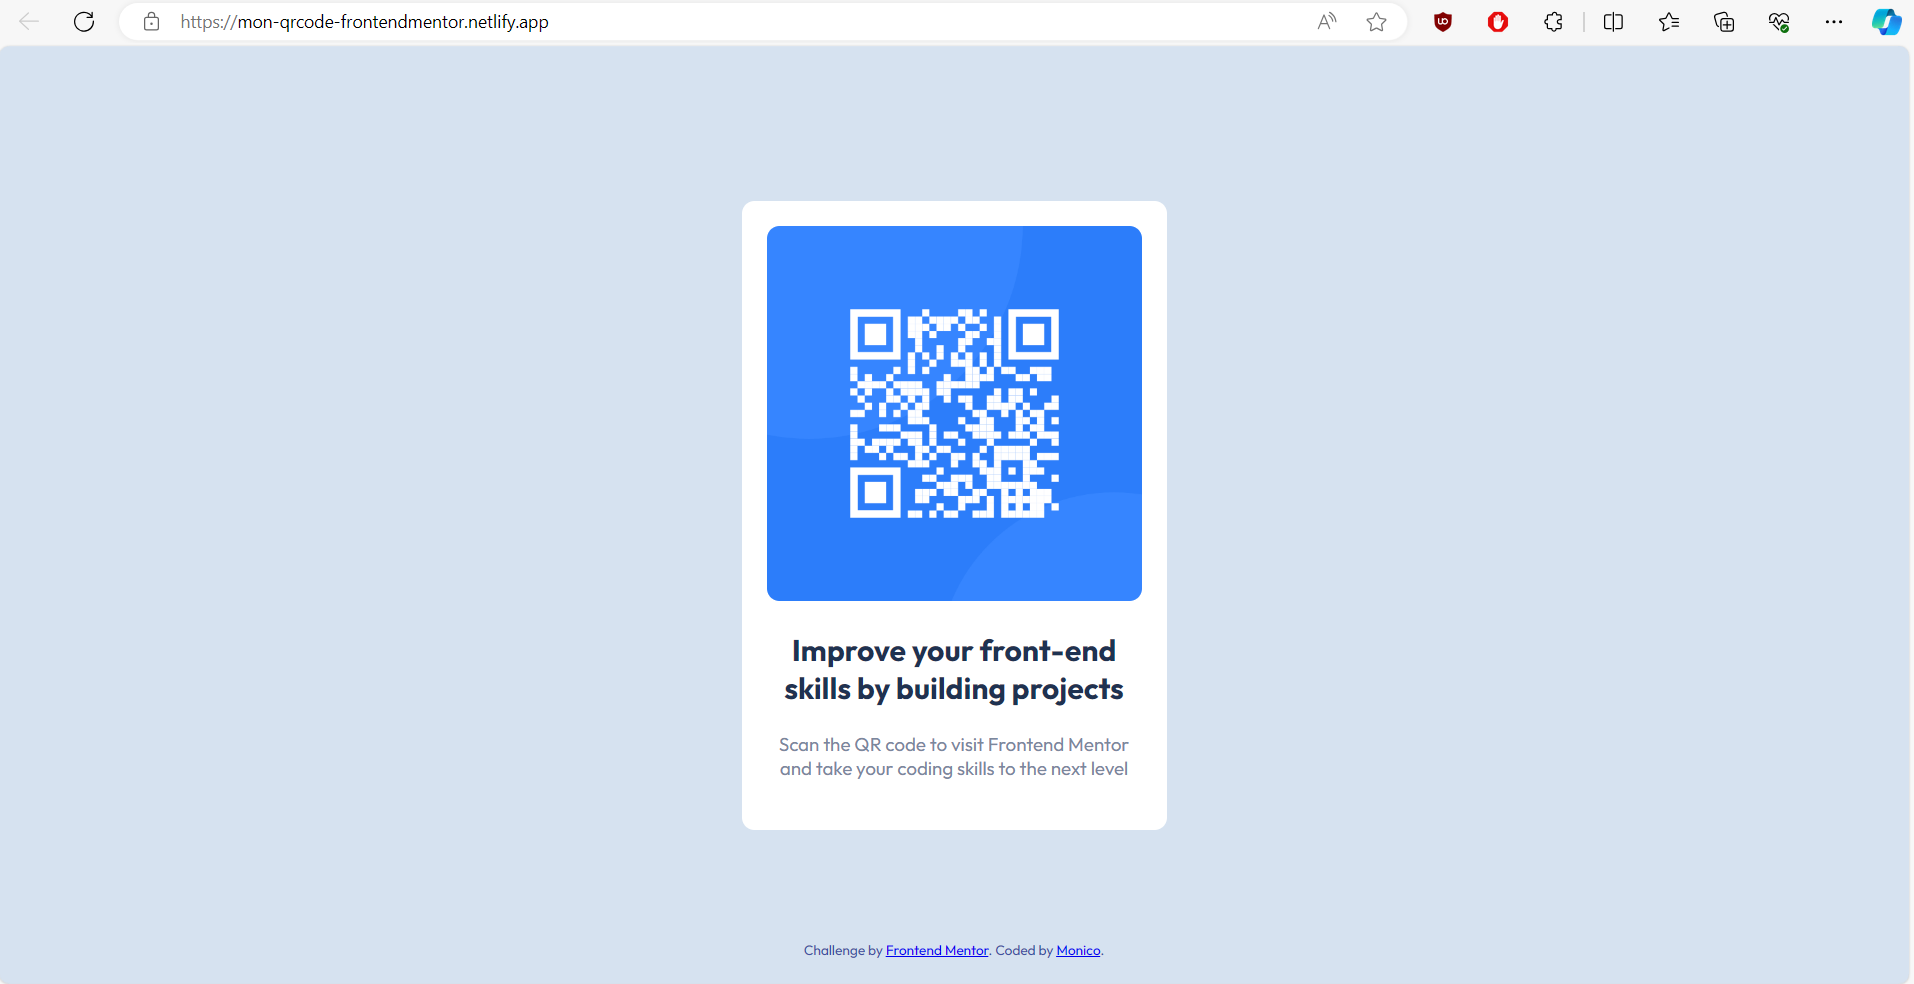 https://mon-qrcode-frontendmentor.netlify.app
Improve your front-end
skills by building projects
Scan the QR code to visit Frontend Mentor
and take your coding skills to the next level
Challenge by Frontend Mentor. Coded by Monico.